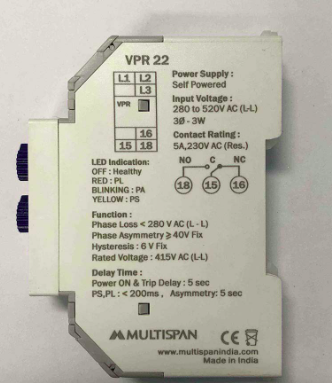 VPR 22
L1 L2
L3
VPR
16
15 18
Power Supply :
Self Powered
Input Voltage :
280 to 520V AC (L-L)
3Ø - 3W
Contact Rating :
5A,230V AC (Res.)
NO C NC
18 15 16
LED Indication:
OFF : Healthy
RED : PL
BLINKING : PA
YELLOW : PS
Function :
Phase Loss < 280 V AC (L - L)
Phase Asymmetry ≥ 40V Fix
Hysteresis : 6 V Fix
Rated Voltage : 415V AC (L-L)
Delay Time :
Power ON & Trip Delay : 5 sec
PS,PL : < 200ms , Asymmetry: 5 sec
MULTISPAN
CE
www.multispanindia.com
Made in India